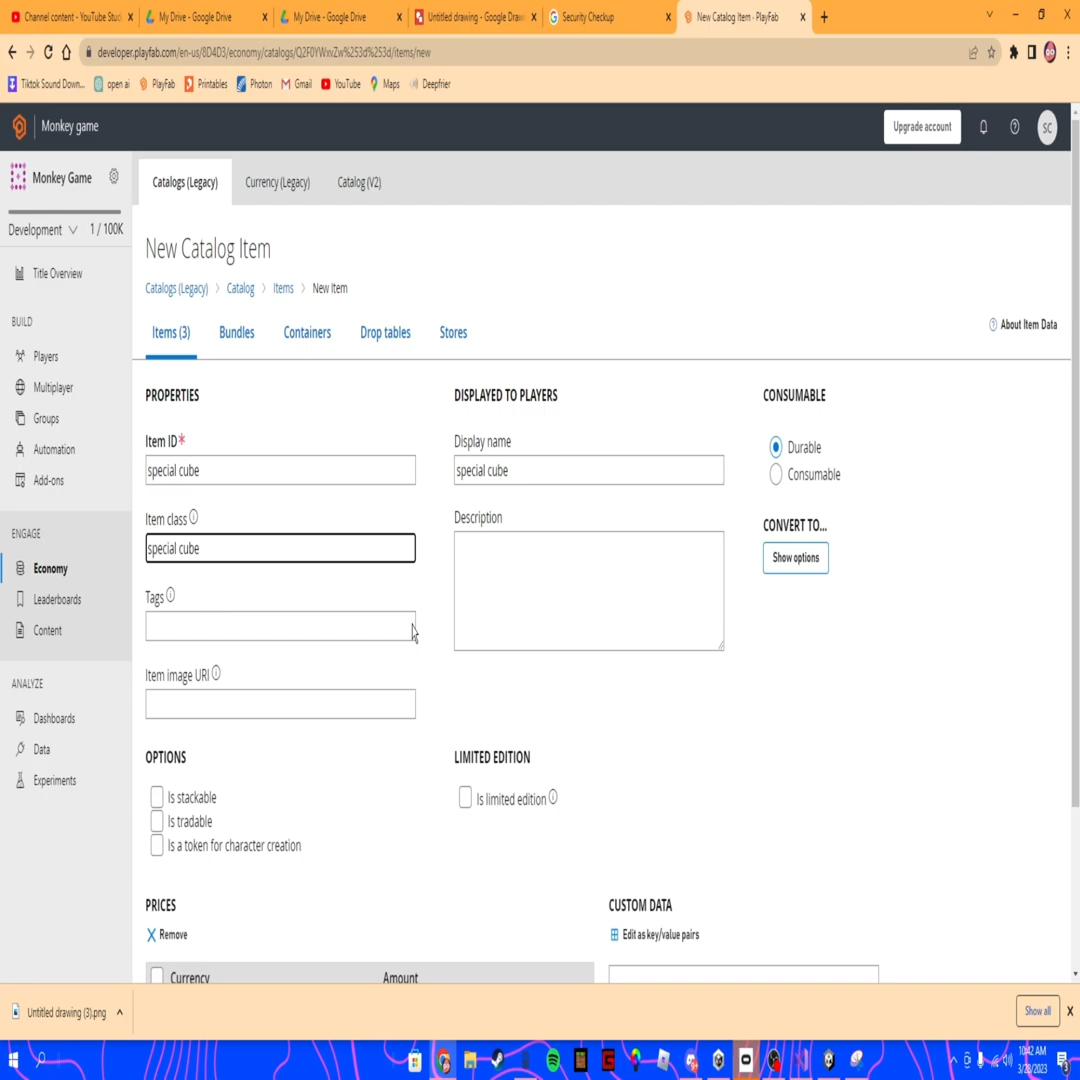 Channel content - YouTube Stud
My Drive - Google Drive
My Drive - Google Drive
Untitled drawing - Google Draw
Security Checkup
New Catalog Item - PlayFab
developer.playfab.com/en-us/8D4D3/economy/catalogs/Q2F0YWxvZw%253d%253d/items/new
Tiktok Sound Down...
open ai
PlayFab
Printables
Photon
Gmail
YouTube
Maps
Deepfrier
Monkey game
Upgrade account
SC
Monkey Game
Development
1 / 100K
Title Overview
BUILD
Players
Multiplayer
Groups
Automation
Add-ons
ENGAGE
Economy
Leaderboards
Content
ANALYZE
Dashboards
Data
Experiments
Catalogs (Legacy)
Currency (Legacy)
Catalog (V2)
New Catalog Item
Catalogs (Legacy) > Catalog > Items > New Item
Items (3)
Bundles
Containers
Drop tables
Stores
About Item Data
PROPERTIES
Item ID*
special cube
Item class
special cube
Tags
Item image URI
DISPLAYED TO PLAYERS
Display name
special cube
Description
CONSUMABLE
Durable
Consumable
CONVERT TO...
Show options
OPTIONS
Is stackable
Is tradable
Is a token for character creation
LIMITED EDITION
Is limited edition
PRICES
Remove
Currency
Amount
CUSTOM DATA
Edit as key/value pairs
Untitled drawing (3).png
Show all
10:42 AM
3/28/2023